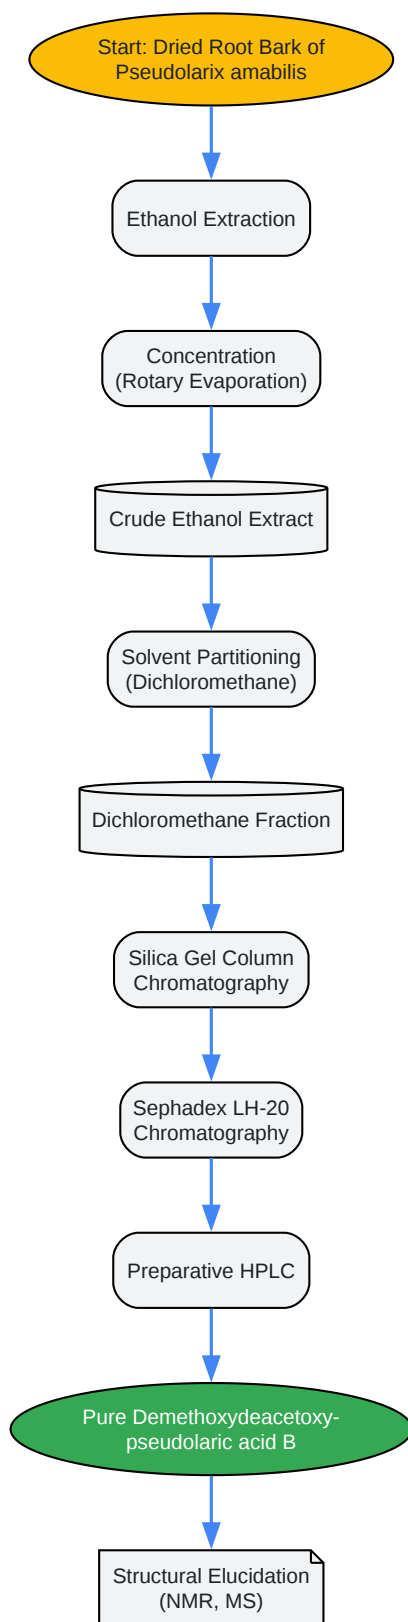 Start: Dried Root Bark of
Pseudolarix amabilis
Ethanol Extraction
Concentration
(Rotary Evaporation)
Crude Ethanol Extract
Solvent Partitioning
(Dichloromethane)
Dichloromethane Fraction
Silica Gel Column
Chromatography
Sephadex LH-20
Chromatography
Preparative HPLC
Pure Demethoxydeacetoxy-
pseudolaric acid B
Structural Elucidation
(NMR, MS)